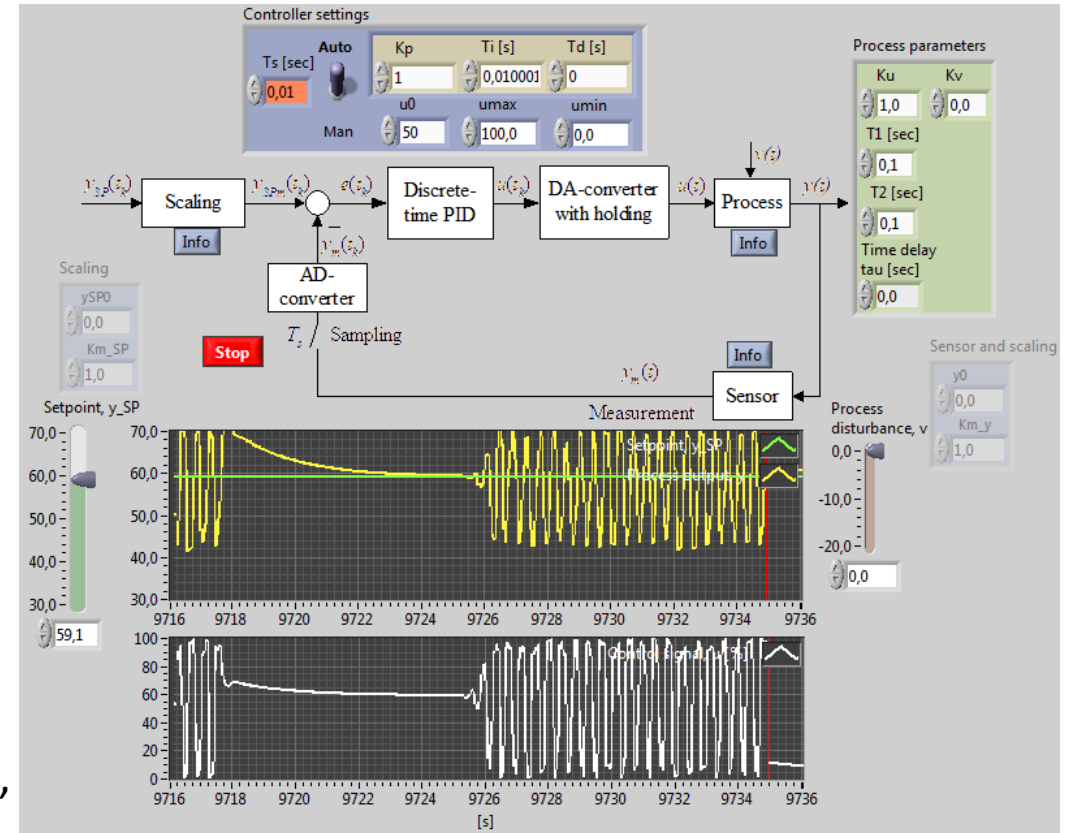 Controller settings
Ts [sec]
Auto
Kp
Ti [s]
Td [s]
0,01
1
0,010001
0
u0
umax
umin
Man
50
100,0
0,0
Process parameters
Ku
Kv
1,0
0,0
T1 [sec]
0,1
T2 [sec]
0,1
Time delay
tau [sec]
0,0
Scaling
Info
Discrete-
time PID
DA-converter
with holding
Process
Info
AD-
converter
Sampling
Stop
Info
Sensor
Measurement
Scaling
ySP0
0,0
Km_SP
1,0
Sensor and scaling
y0
0,0
Km_y
1,0
Setpoint, y_SP
70,0
60,0
50,0
40,0
30,0
59,1
Process
disturbance, v
0,0
-10,0
-20,0
0,0
70,0
60,0
50,0
40,0
30,0
Setpoint, y_SP
Process output, y
9716 9718 9720 9722 9724 9726 9728 9730 9732 9734 9736
100
80
60
40
20
0
Control signal, u [%]
9716 9718 9720 9722 9724 9726 9728 9730 9732 9734 9736
[s]
,